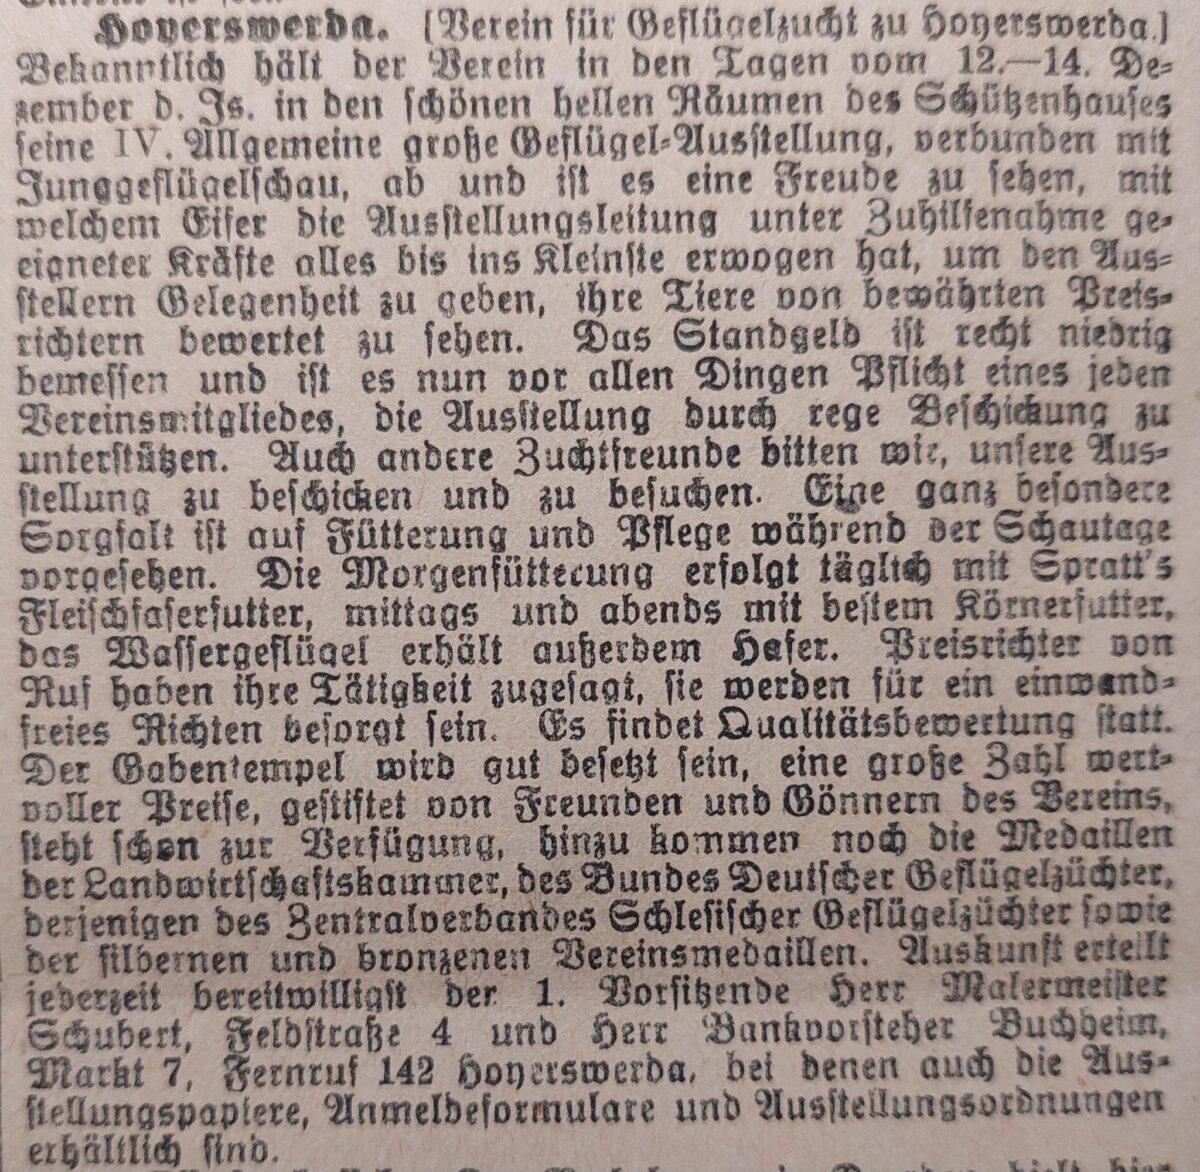 Hoyerswerda. [Verein für Geflügelzucht zu Hoyerswerda.]
Bekanntlich hält der Verein in den Tagen vom 12.—14. De-
zember d. Js. in den schönen hellen Räumen des Schützenhauses
seine IV. Allgemeine große Geflügel-Ausstellung, verbunden mit
Junggeflügelschau, ab und ist es eine Freude zu sehen, mit
welchem Eifer die Ausstellungsleitung unter Zuhilfenahme ge-
eigneter Kräfte alles bis ins Kleinste erwogen hat, um den Aus-
stellern Gelegenheit zu geben, ihre Tiere von bewährten Preis-
richtern bewertet zu sehen. Das Standgeld ist recht niedrig
bemessen und ist es nun vor allen Dingen Pflicht eines jeden
Vereinsmitgliedes, die Ausstellung durch rege Beschickung zu
unterstützen. Auch andere Zuchtfreunde bitten wir, unsere Aus-
stellung zu beschicken und zu besuchen. Eine ganz besondere
Sorgfalt ist auf Fütterung und Pflege während der Schautage
vorgesehen. Die Morgenfütterung erfolgt täglich mit Spratt's
Fleischfaserfutter, mittags und abends mit bestem Körnerfutter,
das Wassergeflügel erhält außerdem Hafer. Preisrichter von
Ruf haben ihre Tätigkeit zugesagt, sie werden für ein einwand-
freies Richten besorgt sein. Es findet Qualitätsbewertung statt.
Der Gabentempel wird gut besetzt sein, eine große Zahl wert-
voller Preise, gestiftet von Freunden und Gönnern des Vereins,
steht schon zur Verfügung, hinzu kommen noch die Medaillen
der Landwirtschaftskammer, des Bundes Deutscher Geflügelzüchter,
derjenigen des Zentralverbandes Schlesischer Geflügelzüchter sowie
der silbernen und bronzenen Vereinsmedaillen. Auskunft erteilt
jederzeit bereitwilligst der 1. Vorsitzende Herr Malermeister
Schubert, Feldstraße 4 und Herr Bankvorsteher Buchheim,
Markt 7, Fernruf 142 Hoyerswerda, bei denen auch die Aus-
stellungspapiere, Anmeldeformulare und Ausstellungsordnungen
erhältlich sind.